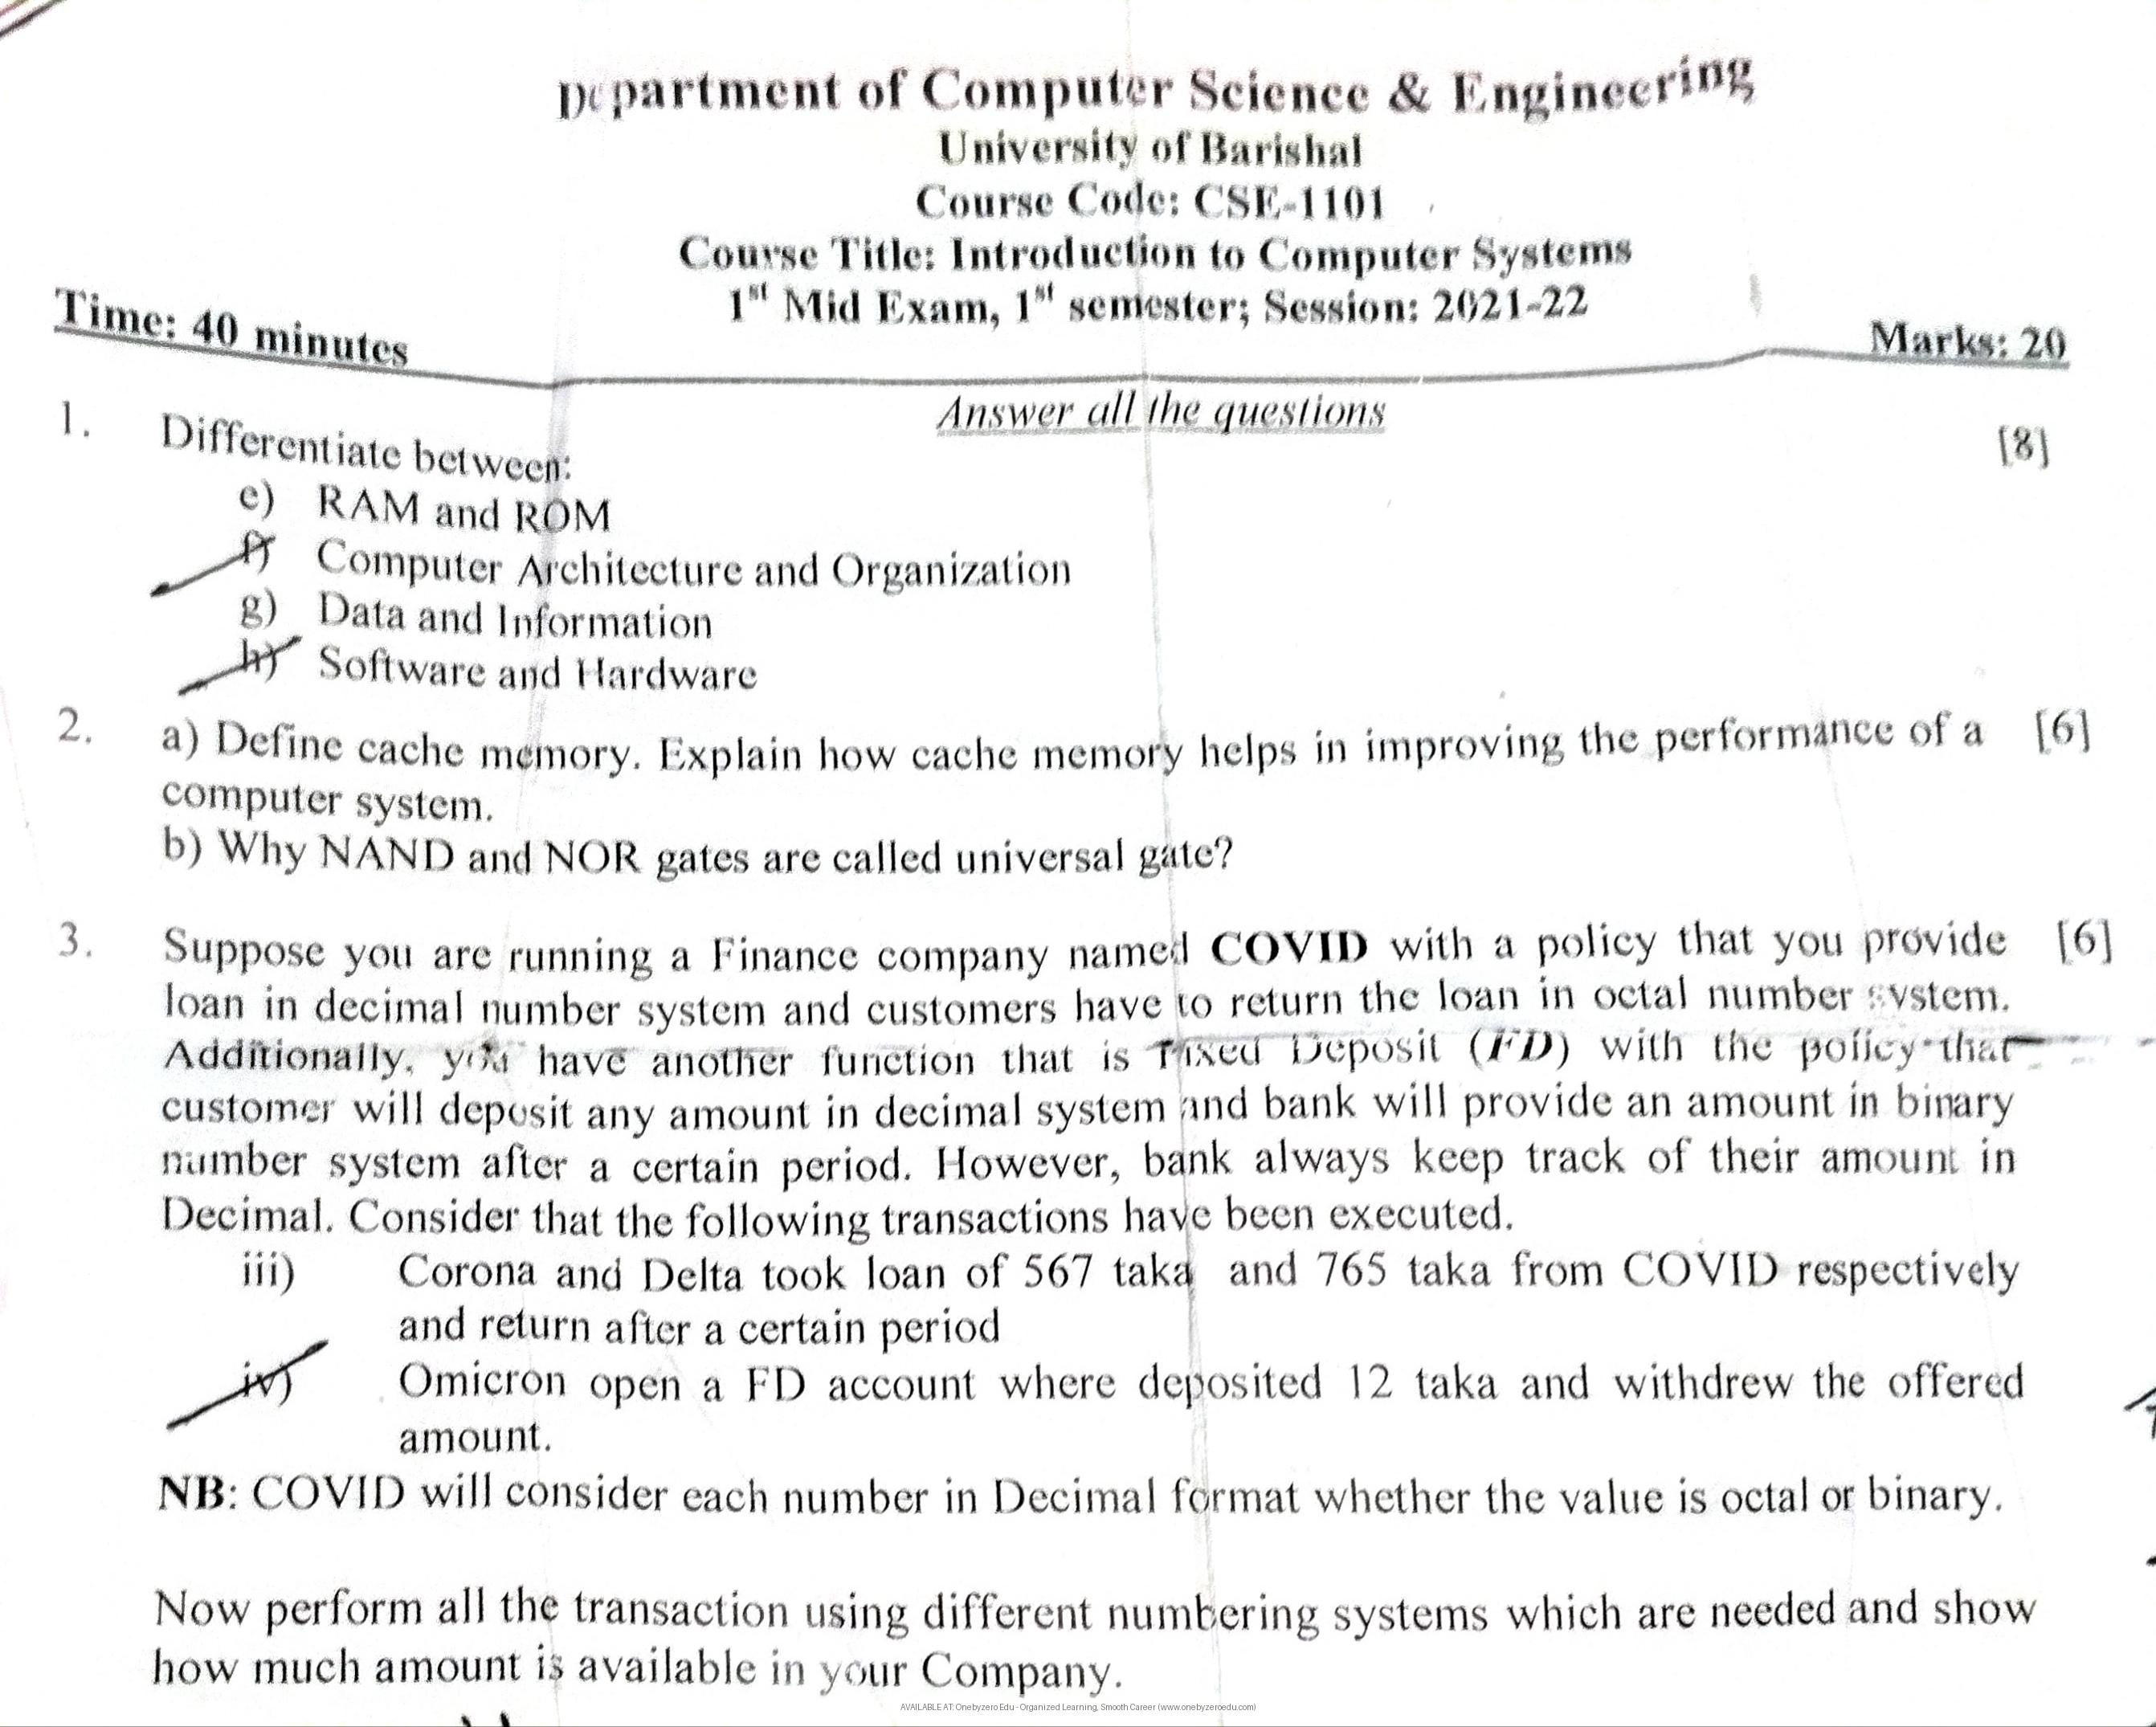 Department of Computer Science & Engineering
University of Barishal
Course Code: CSE-1101
Course Title: Introduction to Computer Systems
1st Mid Exam, 1st semester; Session: 2021-22
Time: 40 minutes
Marks: 20
Answer all the questions
1. Differentiate between: [8]
e) RAM and ROM
f) Computer Architecture and Organization
g) Data and Information
h) Software and Hardware
2. a) Define cache memory. Explain how cache memory helps in improving the performance of a [6]
computer system.
b) Why NAND and NOR gates are called universal gate?
3. Suppose you are running a Finance company named COVID with a policy that you provide [6]
loan in decimal number system and customers have to return the loan in octal number system.
Additionally, you have another function that is Fixed Deposit (FD) with the policy that
customer will deposit any amount in decimal system and bank will provide an amount in binary
number system after a certain period. However, bank always keep track of their amount in
Decimal. Consider that the following transactions have been executed.
iii) Corona and Delta took loan of 567 taka and 765 taka from COVID respectively
and return after a certain period
iv) Omicron open a FD account where deposited 12 taka and withdrew the offered
amount.
NB: COVID will consider each number in Decimal format whether the value is octal or binary.
Now perform all the transaction using different numbering systems which are needed and show
how much amount is available in your Company.
AVAILABLE AT: Onebyzero Edu - Organized Learning, Smooth Career (www.onebyzeroedu.com)